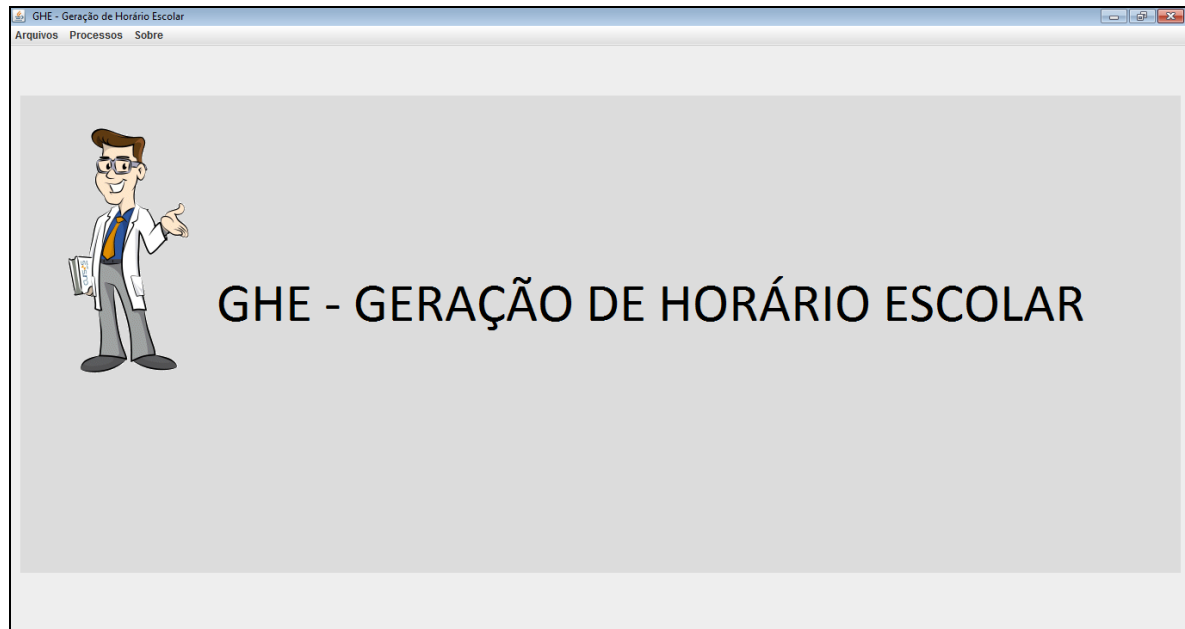 GHE - Geração de Horário Escolar
Arquivos Processos Sobre
GHE - GERAÇÃO DE HORÁRIO ESCOLAR